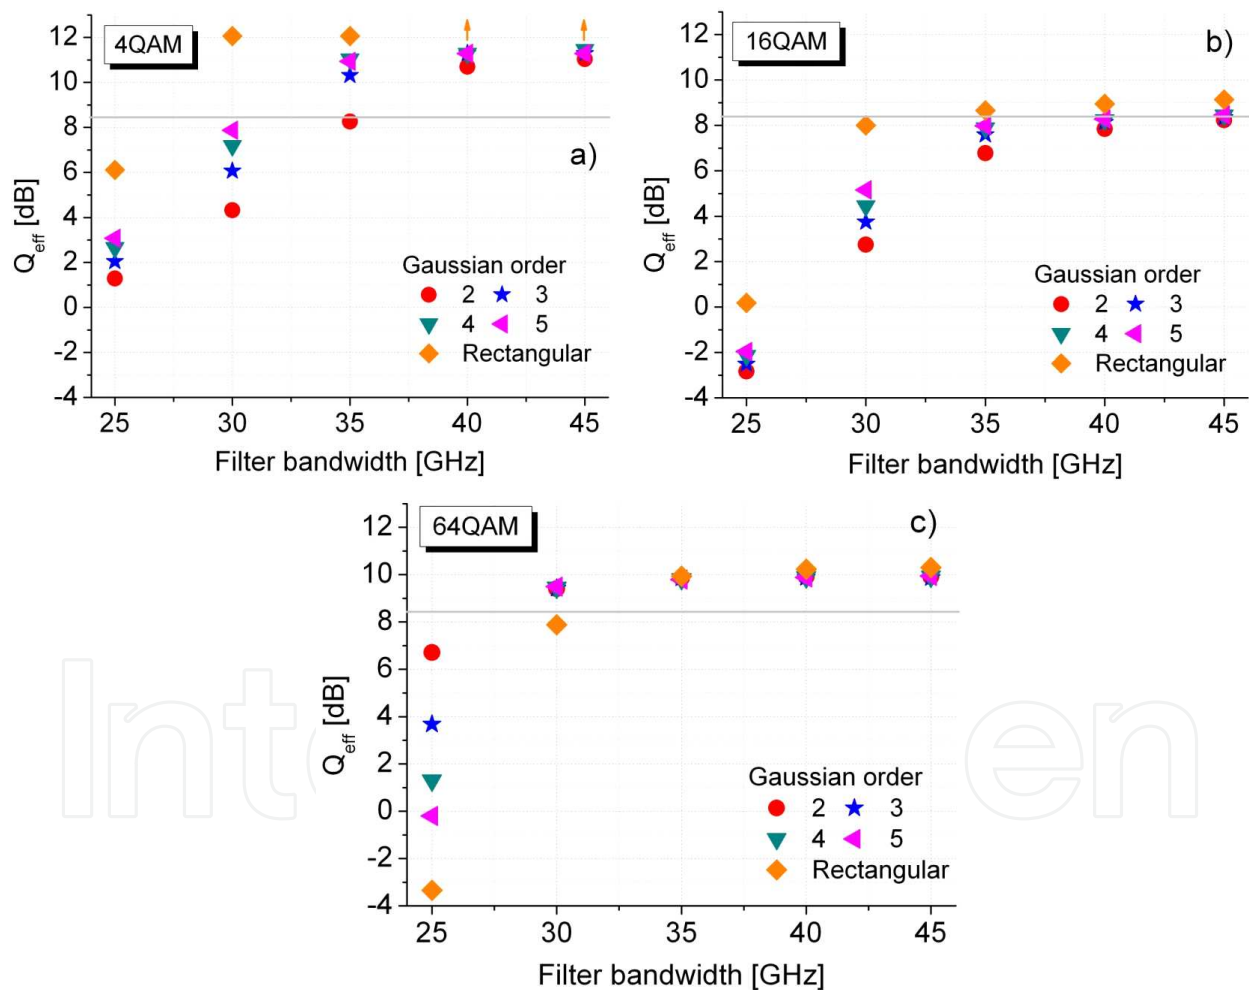 4QAM
a)
12
10
8
6
4
2
0
-2
-4
Q_eff [dB]
Gaussian order
2 3
4 5
Rectangular
25 30 35 40 45
Filter bandwidth [GHz]
16QAM
b)
12
10
8
6
4
2
0
-2
-4
Q_eff [dB]
Gaussian order
2 3
4 5
Rectangular
25 30 35 40 45
Filter bandwidth [GHz]
64QAM
c)
12
10
8
6
4
2
0
-2
-4
Q_eff [dB]
Gaussian order
2 3
4 5
Rectangular
25 30 35 40 45
Filter bandwidth [GHz]